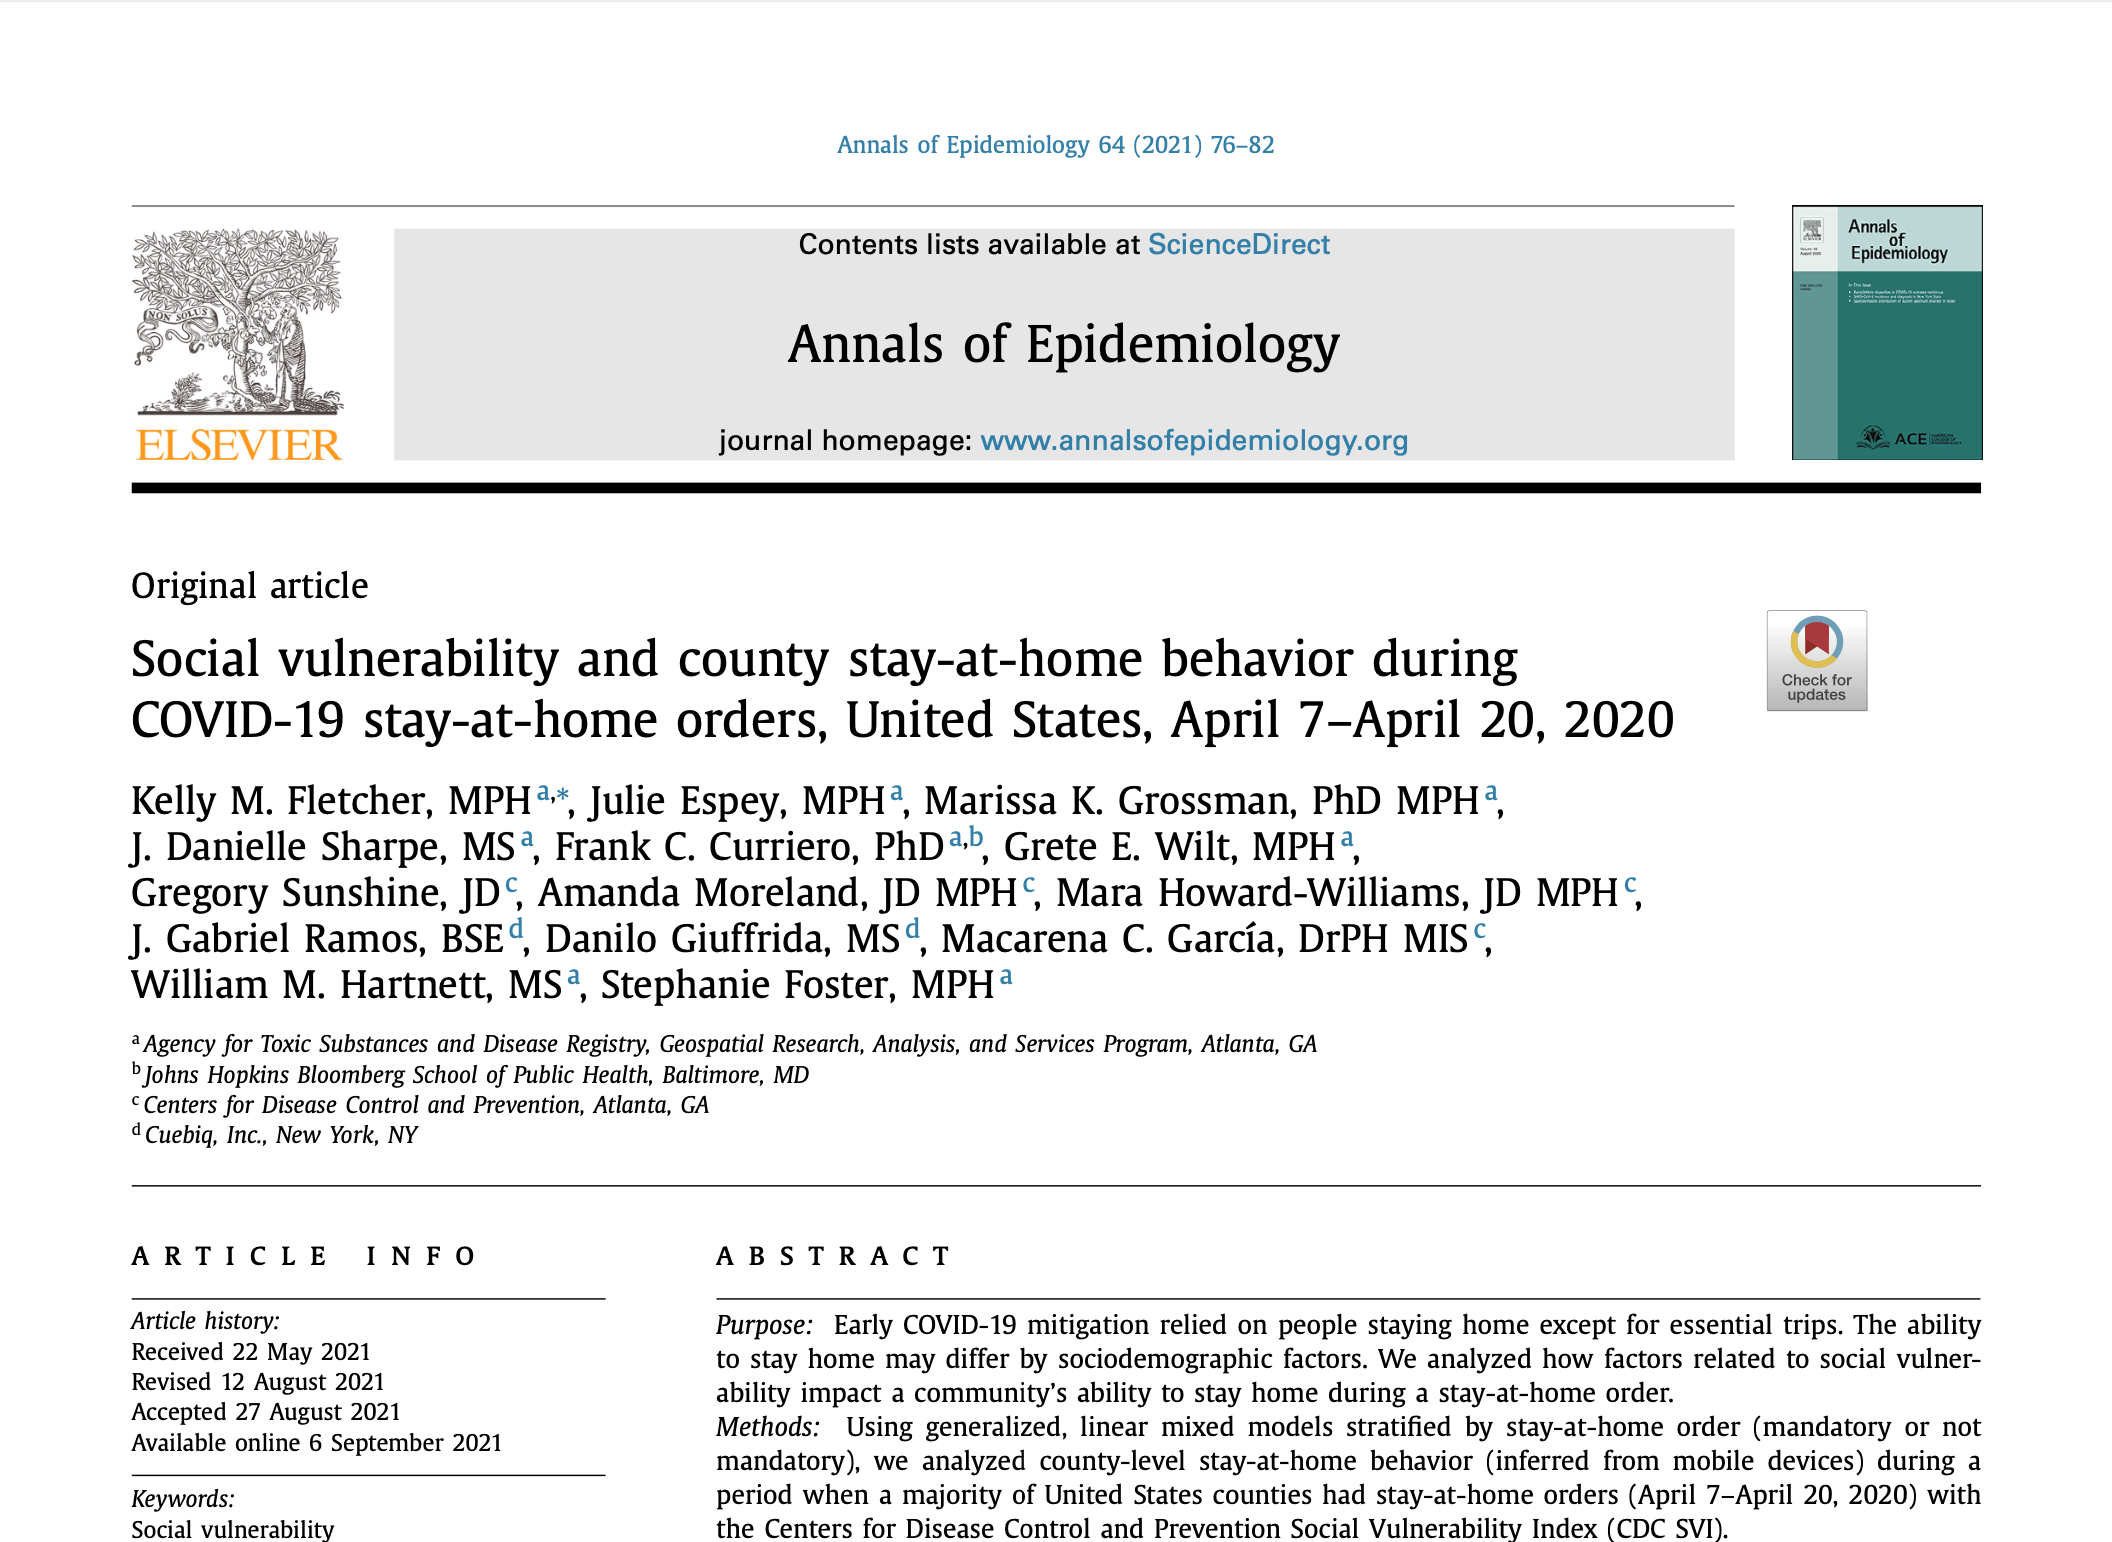 Annals of Epidemiology 64 (2021) 76–82
Contents lists available at ScienceDirect
Annals of Epidemiology
journal homepage: www.annalsofepidemiology.org
NON SOLUS
ELSEVIER
Annals
of
Epidemiology
ELSEVIER
In This Issue
ACE
Original article
Social vulnerability and county stay-at-home behavior during
COVID-19 stay-at-home orders, United States, April 7–April 20, 2020
Check for
updates
Kelly M. Fletcher, MPH a,*, Julie Espey, MPH a, Marissa K. Grossman, PhD MPH a,
J. Danielle Sharpe, MS a, Frank C. Curriero, PhD a,b, Grete E. Wilt, MPH a,
Gregory Sunshine, JD c, Amanda Moreland, JD MPH c, Mara Howard-Williams, JD MPH c,
J. Gabriel Ramos, BSE d, Danilo Giuffrida, MS d, Macarena C. García, DrPH MIS c,
William M. Hartnett, MS a, Stephanie Foster, MPH a
a Agency for Toxic Substances and Disease Registry, Geospatial Research, Analysis, and Services Program, Atlanta, GA
b Johns Hopkins Bloomberg School of Public Health, Baltimore, MD
c Centers for Disease Control and Prevention, Atlanta, GA
d Cuebiq, Inc., New York, NY
ARTICLE INFO
Article history:
Received 22 May 2021
Revised 12 August 2021
Accepted 27 August 2021
Available online 6 September 2021
Keywords:
Social vulnerability
ABSTRACT
Purpose: Early COVID-19 mitigation relied on people staying home except for essential trips. The ability
to stay home may differ by sociodemographic factors. We analyzed how factors related to social vulner-
ability impact a community's ability to stay home during a stay-at-home order.
Methods: Using generalized, linear mixed models stratified by stay-at-home order (mandatory or not
mandatory), we analyzed county-level stay-at-home behavior (inferred from mobile devices) during a
period when a majority of United States counties had stay-at-home orders (April 7–April 20, 2020) with
the Centers for Disease Control and Prevention Social Vulnerability Index (CDC SVI).